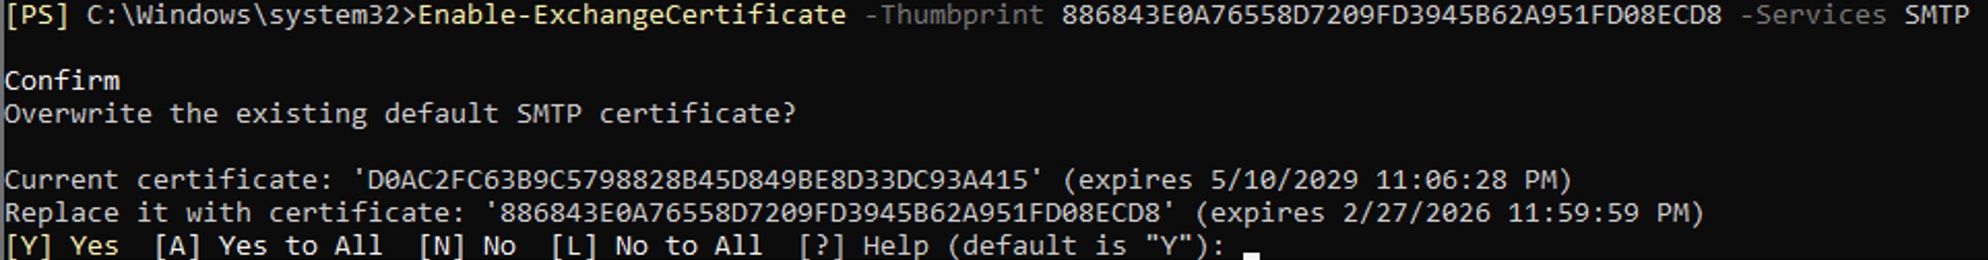 [PS] C:\Windows\system32>Enable-ExchangeCertificate -Thumbprint 886843E0A76558D7209FD3945B62A951FD08ECD8 -Services SMTP
Confirm
Overwrite the existing default SMTP certificate?
Current certificate: 'D0AC2FC63B9C5798828B45D849BE8D33DC93A415' (expires 5/10/2029 11:06:28 PM)
Replace it with certificate: '886843E0A76558D7209FD3945B62A951FD08ECD8' (expires 2/27/2026 11:59:59 PM)
[Y] Yes  [A] Yes to All  [N] No  [L] No to All  [?] Help (default is "Y"):